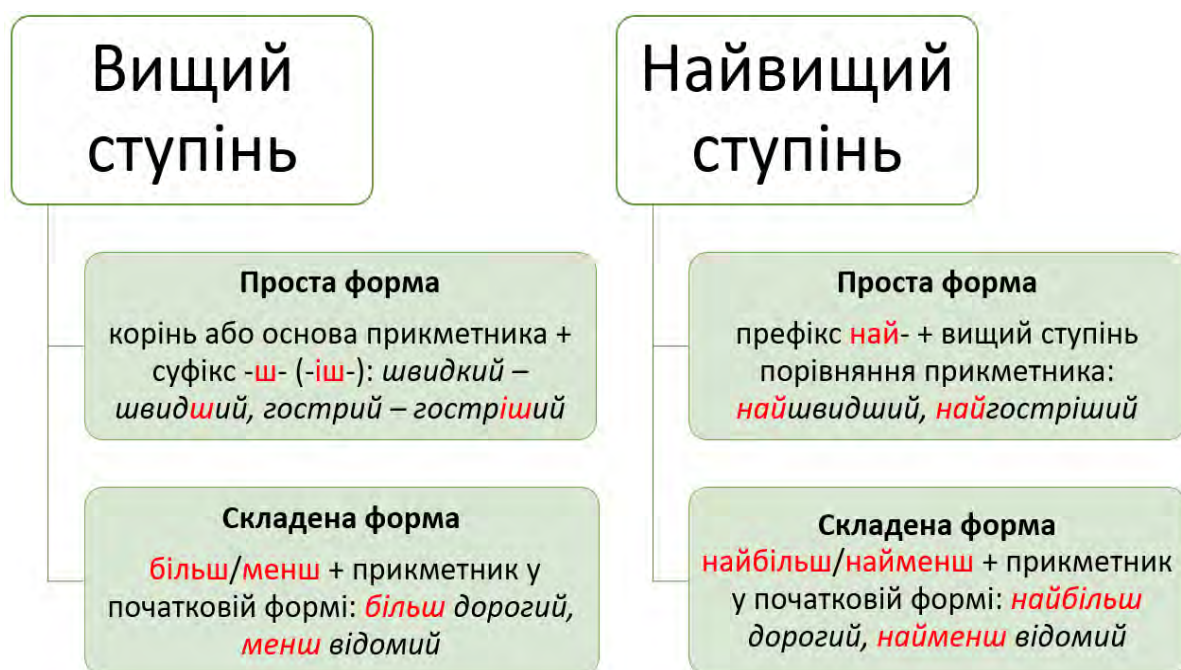 Вищий
ступінь
Проста форма
корінь або основа прикметника +
суфікс -ш- (-іш-): швидкий –
швидший, гострий – гостріший
Складена форма
більш/менш + прикметник у
початковій формі: більш дорогий,
менш відомий
Найвищий
ступінь
Проста форма
префікс най- + вищий ступінь
порівняння прикметника:
найшвидший, найгостріший
Складена форма
найбільш/найменш + прикметник
у початковій формі: найбільш
дорогий, найменш відомий